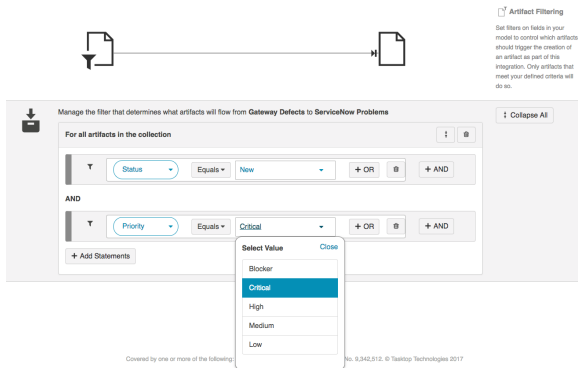 Artifact Filtering
Set filters on fields in your
model to control which artifacts
should trigger the creation of
an artifact as part of this
integration. Only artifacts that
meet your defined criteria will
do so.
Manage the filter that determines what artifacts will flow from Gateway Defects to ServiceNow Problems
Collapse All
For all artifacts in the collection
Status Equals New + OR + AND
AND
Priority Equals Critical + OR + AND
+ Add Statements
Select Value Close
Blocker
Critical
High
Medium
Low
Covered by one or more of the following: No. 9,342,512. © Tasktop Technologies 2017